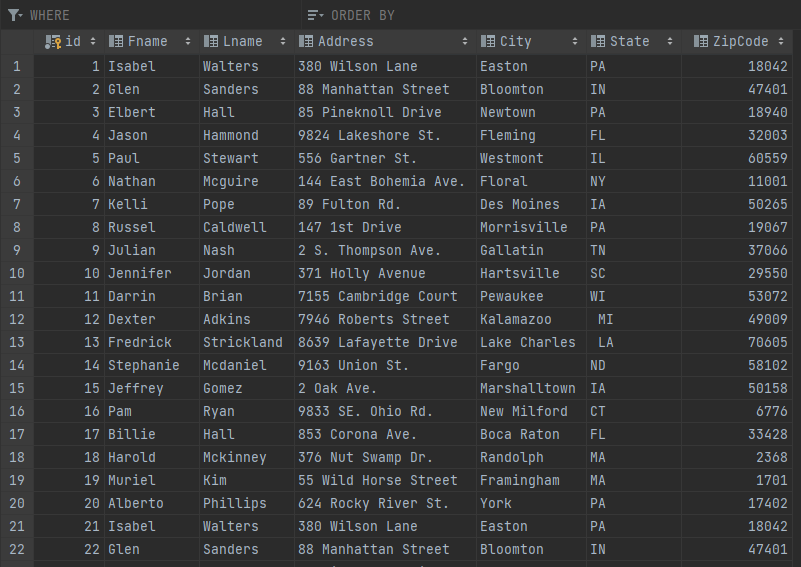 WHERE ORDER BY
id Fname Lname Address City State ZipCode
1 1 Isabel Walters 380 Wilson Lane Easton PA 18042
2 2 Glen Sanders 88 Manhattan Street Bloomton IN 47401
3 3 Elbert Hall 85 Pineknoll Drive Newtown PA 18940
4 4 Jason Hammond 9824 Lakeshore St. Fleming FL 32003
5 5 Paul Stewart 556 Gartner St. Westmont IL 60559
6 6 Nathan Mcguire 144 East Bohemia Ave. Floral NY 11001
7 7 Kelli Pope 89 Fulton Rd. Des Moines IA 50265
8 8 Russel Caldwell 147 1st Drive Morrisville PA 19067
9 9 Julian Nash 2 S. Thompson Ave. Gallatin TN 37066
10 10 Jennifer Jordan 371 Holly Avenue Hartsville SC 29550
11 11 Darrin Brian 7155 Cambridge Court Pewaukee WI 53072
12 12 Dexter Adkins 7946 Roberts Street Kalamazoo MI 49009
13 13 Fredrick Strickland 8639 Lafayette Drive Lake Charles LA 70605
14 14 Stephanie Mcdaniel 9163 Union St. Fargo ND 58102
15 15 Jeffrey Gomez 2 Oak Ave. Marshalltown IA 50158
16 16 Pam Ryan 9833 SE. Ohio Rd. New Milford CT 6776
17 17 Billie Hall 853 Corona Ave. Boca Raton FL 33428
18 18 Harold Mckinney 376 Nut Swamp Dr. Randolph MA 2368
19 19 Muriel Kim 55 Wild Horse Street Framingham MA 1701
20 20 Alberto Phillips 624 Rocky River St. York PA 17402
21 21 Isabel Walters 380 Wilson Lane Easton PA 18042
22 22 Glen Sanders 88 Manhattan Street Bloomton IN 47401